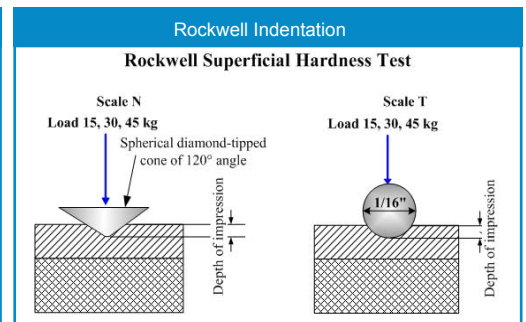 Rockwell Indentation
Rockwell Superficial Hardness Test
Scale N
Load 15, 30, 45 kg
Spherical diamond-tipped
cone of 120° angle
Depth of impression
Scale T
Load 15, 30, 45 kg
1/16"
Depth of impression